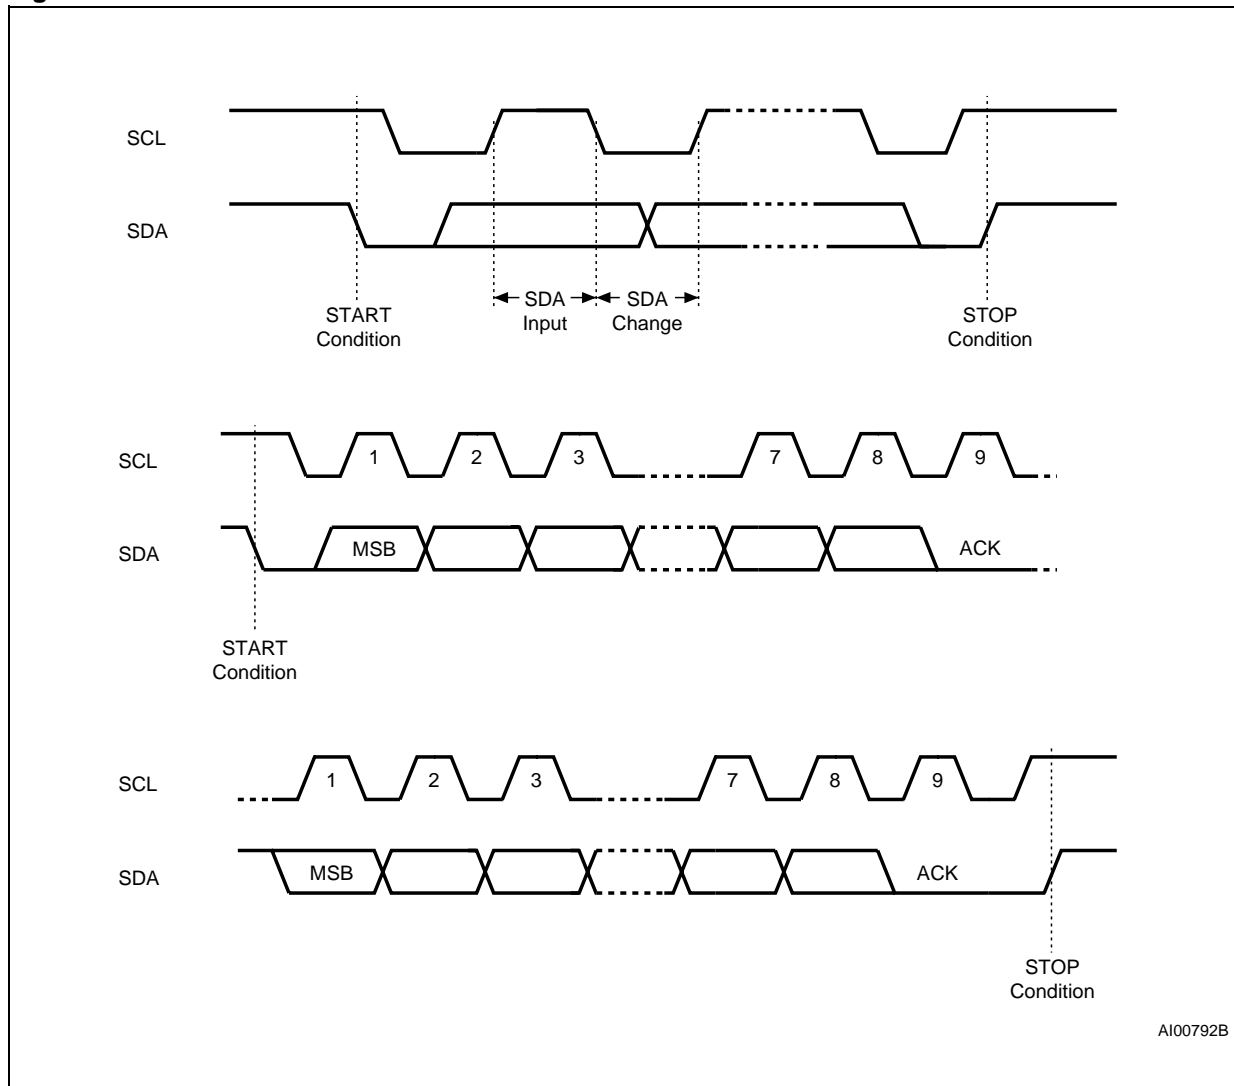 SCL
SDA
SDA
Input
SDA
Change
START
Condition
STOP
Condition
SCL
1 2 3 7 8 9
SDA
MSB ACK
START
Condition
SCL
1 2 3 7 8 9
SDA
MSB ACK
STOP
Condition
AI00792B